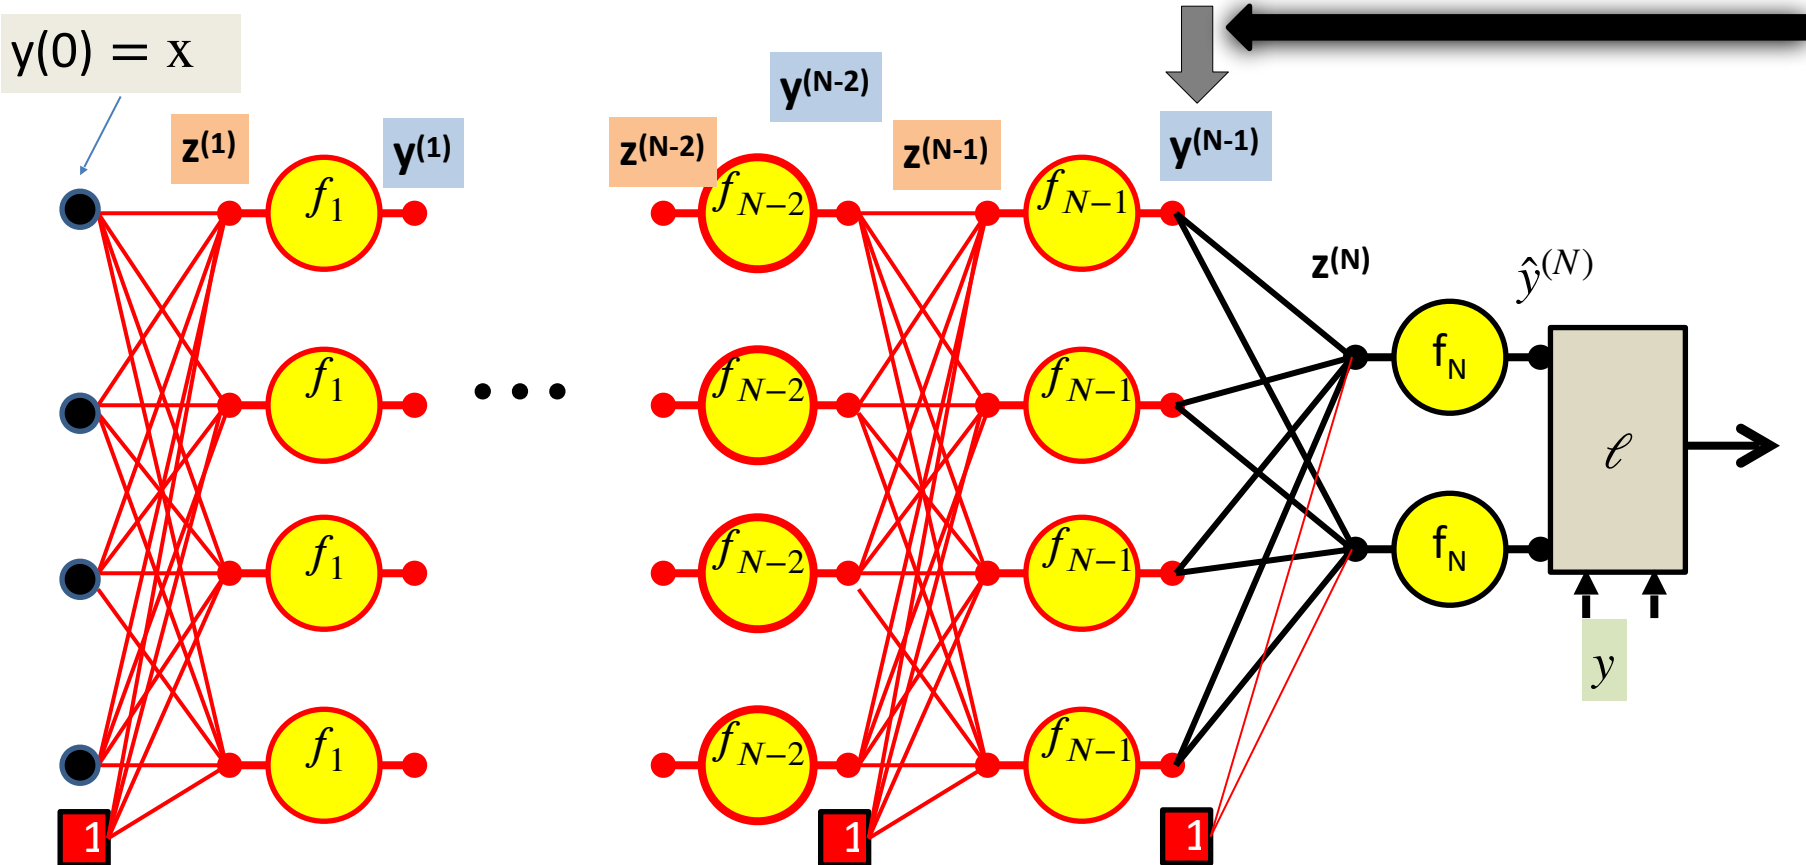 y(0) = x
z(1)
y(1)
z(N-2)
y(N-2)
z(N-1)
y(N-1)
z(N)
ŷ(N)
f1
fN−2
fN−1
f1
fN−2
fN−1
f1
fN−2
fN−1
f1
fN−2
fN−1
fN
fN
ℓ
y
1
1
1